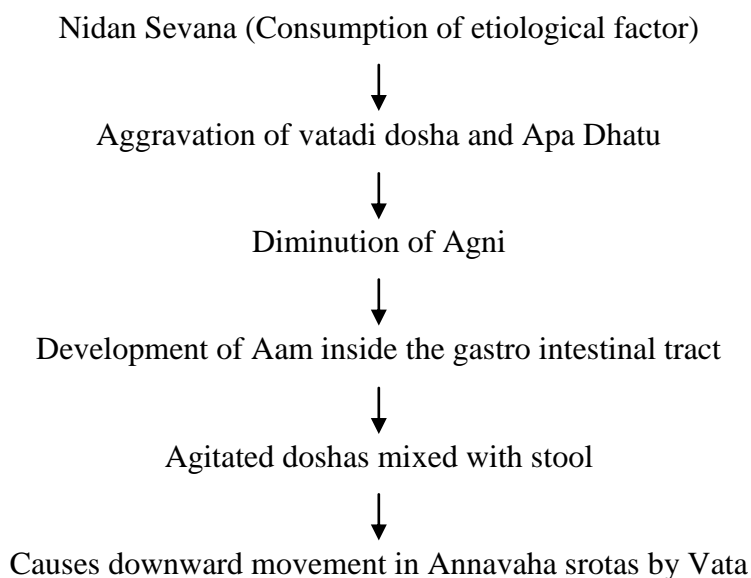 Nidan Sevana (Consumption of etiological factor)
Aggravation of vatadi dosha and Apa Dhatu
Diminution of Agni
Development of Aam inside the gastro intestinal tract
Agitated doshas mixed with stool
Causes downward movement in Annavaha srotas by Vata